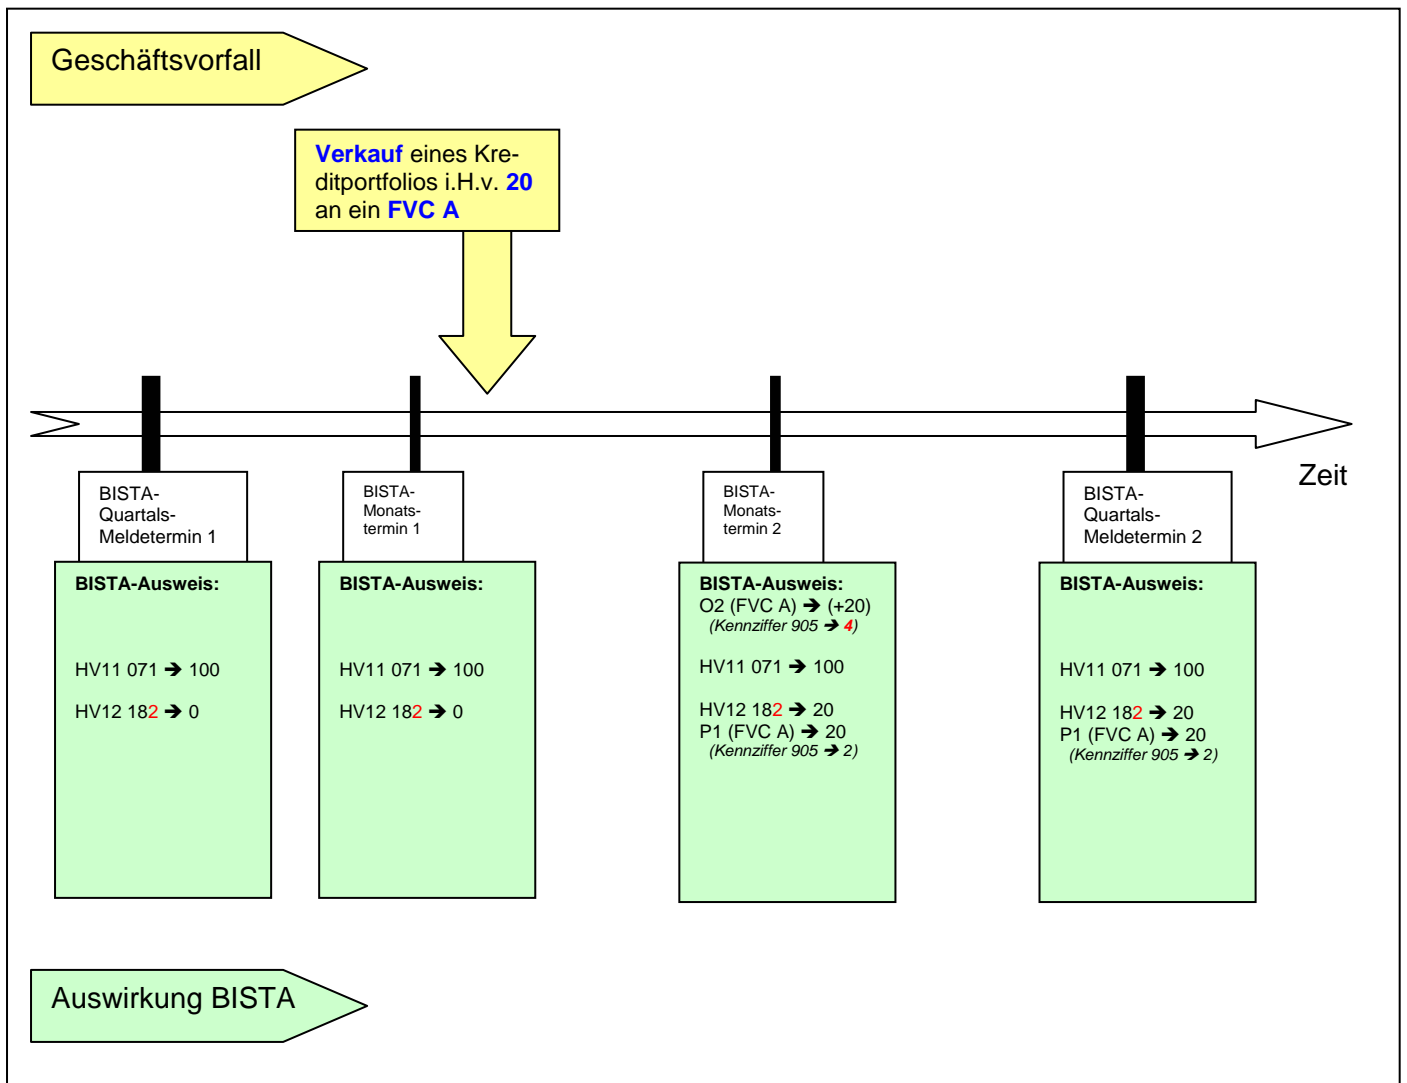 Geschäftsvorfall
Verkauf eines Kre-
ditportfolios i.H.v. 20
an ein FVC A
Zeit
BISTA-
Quartals-
Meldetermin 1
BISTA-
Monats-
termin 1
BISTA-
Monats-
termin 2
BISTA-
Quartals-
Meldetermin 2
BISTA-Ausweis:
HV11 071 ➔ 100
HV12 182 ➔ 0
BISTA-Ausweis:
HV11 071 ➔ 100
HV12 182 ➔ 0
BISTA-Ausweis:
O2 (FVC A) ➔ (+20)
(Kennziffer 905 ➔ 4)
HV11 071 ➔ 100
HV12 182 ➔ 20
P1 (FVC A) ➔ 20
(Kennziffer 905 ➔ 2)
BISTA-Ausweis:
HV11 071 ➔ 100
HV12 182 ➔ 20
P1 (FVC A) ➔ 20
(Kennziffer 905 ➔ 2)
Auswirkung BISTA